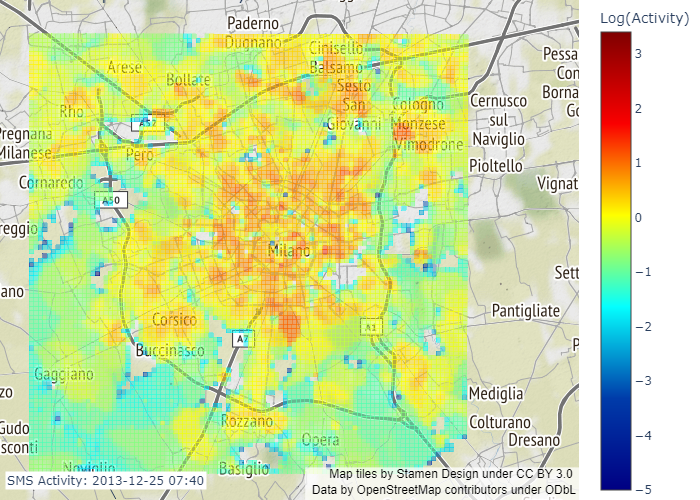 Paderno
Dugnano
Cinisello
Balsamo
Log(Activity)
3
2
1
0
−1
−2
−3
−4
−5
Arese
Bollate
Sesto
San
Giovanni
Cologno
Monzese
Vimodrone
Cernusco
sul
Naviglio
Pessa
Con
Borna
Go
Rho
A52
Pregnana
Milanese
Pero
Pioltello
Cornaredo
Vignat
A50
reggio
Milano
Sett
ano
Pantigliate
Corsico
A7
A1
Buccinasco
P
Gaggiano
zo
Mediglia
Rozzano
Colturano
Gudo
sconti
Opera
Dresano
Noviglio
Basiglio
SMS Activity: 2013-12-25 07:40
Map tiles by Stamen Design under CC BY 3.0
Data by OpenStreetMap contributors under ODbL